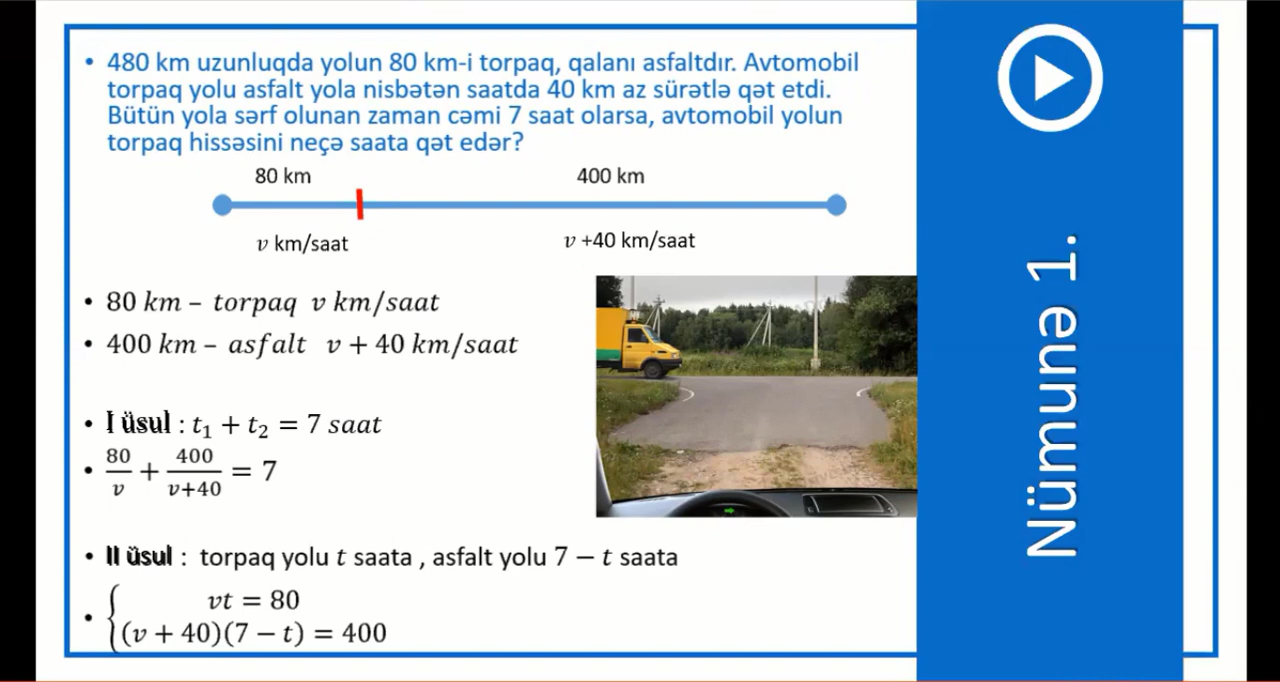 • 480 km uzunluqda yolun 80 km-i torpaq, qalanı asfaltdır. Avtomobil
torpaq yolu asfalt yola nisbətən saatda 40 km az sürətlə qət etdi.
Bütün yola sərf olunan zaman cəmi 7 saat olarsa, avtomobil yolun
torpaq hissəsini neçə saata qət edər?
80 km 400 km
v km/saat v +40 km/saat
• 80 km – torpaq v km/saat
• 400 km – asfalt v + 40 km/saat
• I üsul : t₁ + t₂ = 7 saat
• 80/v + 400/(v+40) = 7
• II üsul : torpaq yolu t saata , asfalt yolu 7 − t saata
• { vt = 80
(v + 40)(7 − t) = 400
Nümunə 1.